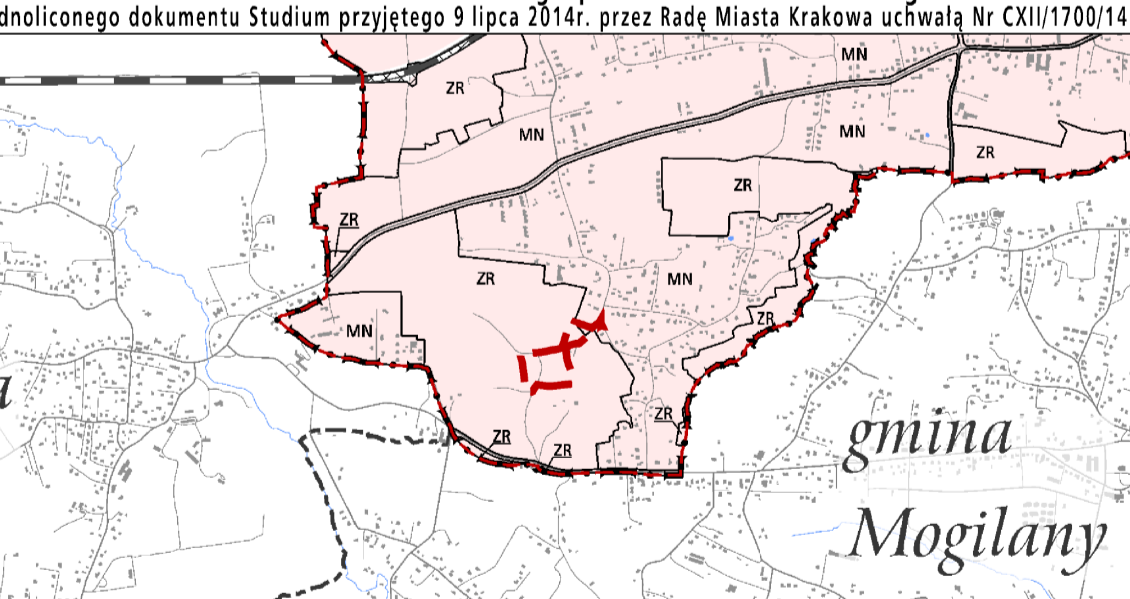 dnoliconego dokumentu Studium przyjętego 9 lipca 2014r. przez Radę Miasta Krakowa uchwałą Nr CXII/1700/14
MN
ZR
MN
MN
ZR
ZR
ZR
ZR
MN
ZR
MN
ZR
ZR
ZR
gmina
Mogilany